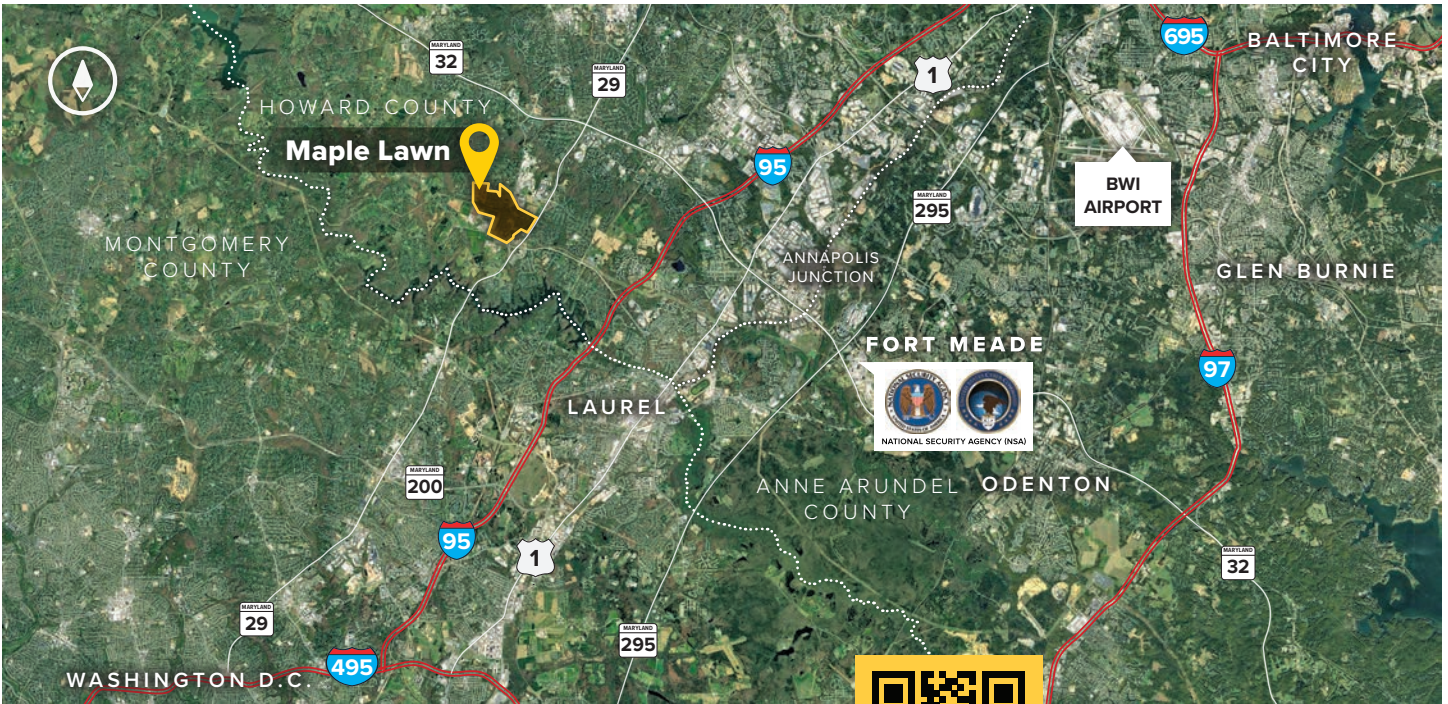 MARYLAND
32
MARYLAND
29
1
695
BALTIMORE
CITY
HOWARD COUNTY
Maple Lawn
95
BWI
AIRPORT
MARYLAND
295
MONTGOMERY
COUNTY
ANNAPOLIS
JUNCTION
GLEN BURNIE
FORT MEADE
NATIONAL SECURITY AGENCY (NSA)
97
LAUREL
MARYLAND
200
ANNE ARUNDEL
COUNTY
ODENTON
95
1
MARYLAND
32
MARYLAND
29
MARYLAND
295
495
WASHINGTON D.C.